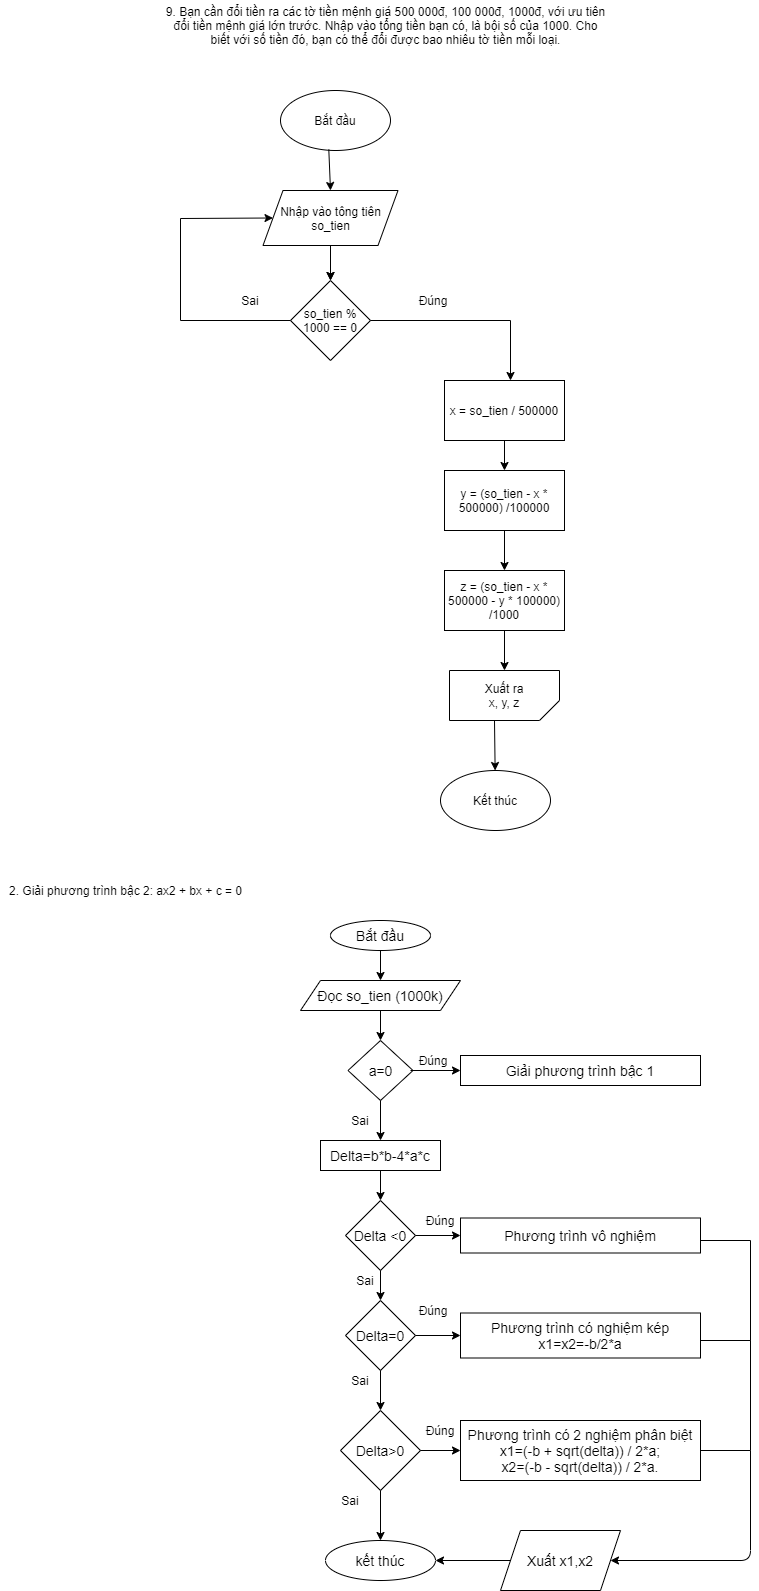 9. Bạn cần đổi tiền ra các tờ tiền mệnh giá 500 000đ, 100 000đ, 1000đ, với ưu tiên
đổi tiền mệnh giá lớn trước. Nhập vào tổng tiền bạn có, là bội số của 1000. Cho
biết với số tiền đó, bạn có thể đổi được bao nhiêu tờ tiền mỗi loại.
Bắt đầu
Nhập vào tông tiên
so_tien
Sai
so_tien %
1000 == 0
Đúng
x = so_tien / 500000
y = (so_tien - x *
500000) /100000
z = (so_tien - x *
500000 - y * 100000)
/1000
Xuất ra
x, y, z
Kết thúc
2. Giải phương trình bậc 2: ax2 + bx + c = 0
Bắt đầu
Đọc so_tien (1000k)
a=0
Đúng
Giải phương trình bậc 1
Sai
Delta=b*b-4*a*c
Delta <0
Đúng
Phương trình vô nghiệm
Sai
Delta=0
Đúng
Phương trình có nghiệm kép
x1=x2=-b/2*a
Sai
Delta>0
Đúng
Phương trình có 2 nghiệm phân biệt
x1=(-b + sqrt(delta)) / 2*a;
x2=(-b - sqrt(delta)) / 2*a.
Sai
kết thúc
Xuất x1,x2